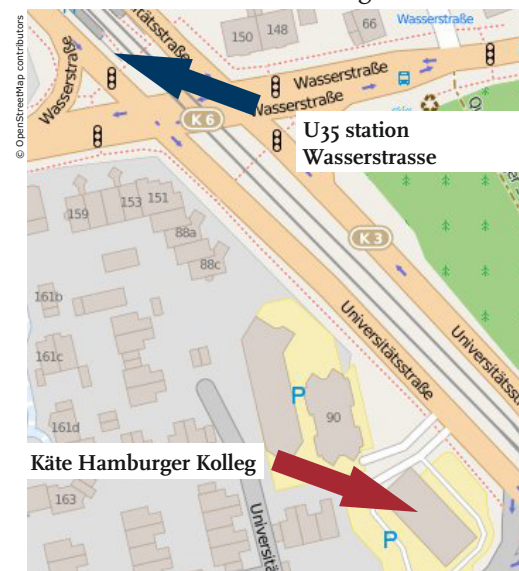 © OpenStreetMap contributors
Universitätsstraße
Wasserstraße
150
148
66
Wasserstraße
Wasserstraße
Wasserstraße
K 6
U35 station
Wasserstrasse
159
153
151
88a
88c
K 3
161b
161c
161d
Universitätsstraße
P
90
Käte Hamburger Kolleg
163
P